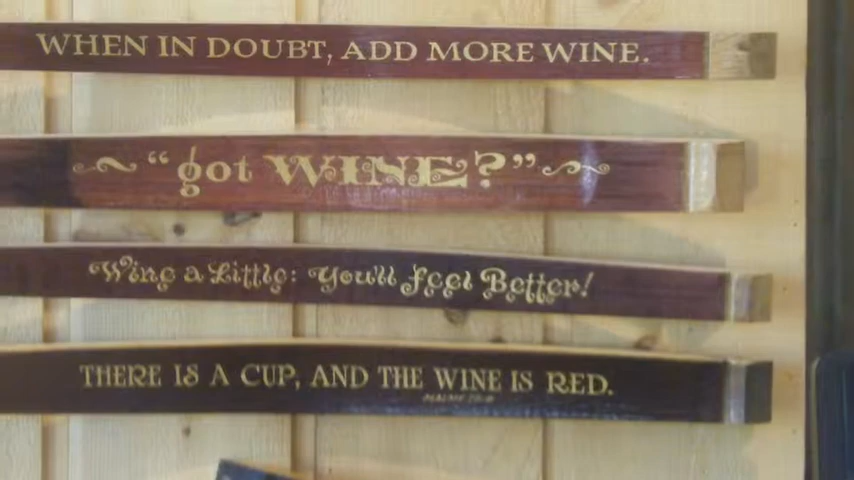 WHEN IN DOUBT, ADD MORE WINE.
"got WINE?"
Wine a Little: You'll feel Better!
THERE IS A CUP, AND THE WINE IS RED.